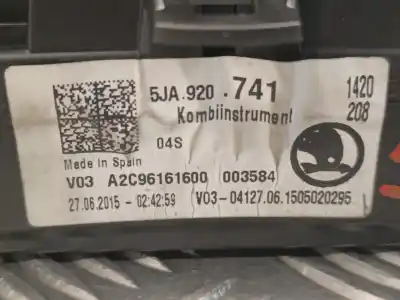 5JA.920 .741 1420
Kombiinstrument 208
04S
Made in Spain
V03 A2C96161600 003584
27.06.2015 - 02:42:59 V03-04127.06.1505020295